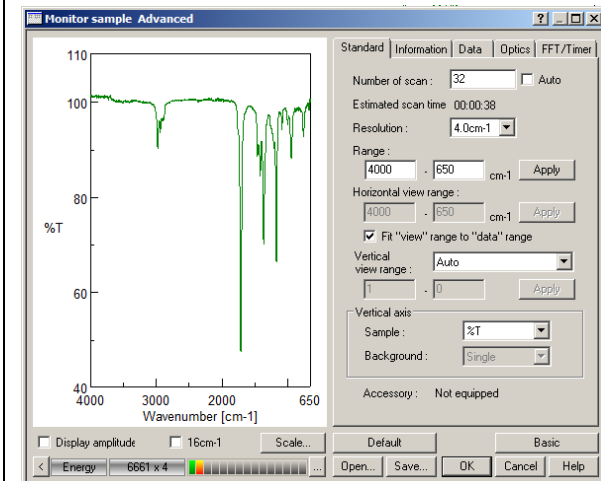 Monitor sample Advanced
Standard Information Data Optics FFT/Timer
Number of scan : 32 Auto
Estimated scan time 00:00:38
Resolution : 4.0cm-1
Range :
4000 - 650 cm-1 Apply
Horizontal view range :
4000 - 650 cm-1 Apply
Fit "view" range to "data" range
Vertical
view range : Auto
1 - 0 Apply
Vertical axis
Sample : %T
Background : Single
Accessory : Not equipped
110
100
80
%T
60
40
4000 3000 2000 650
Wavenumber [cm-1]
Display amplitude 16cm-1 Scale... Default Basic
< Energy 6661 x 4 ... Open... Save... OK Cancel Help